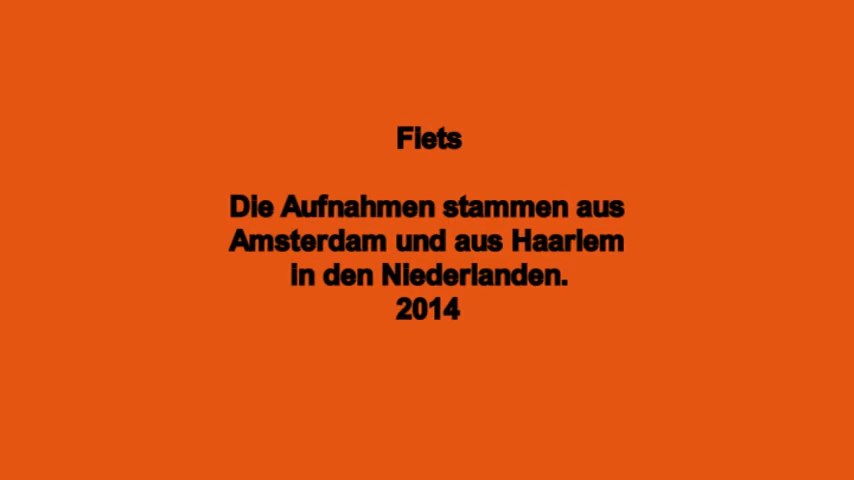 Fiets
Die Aufnahmen stammen aus
Amsterdam und aus Haarlem
in den Niederlanden.
2014